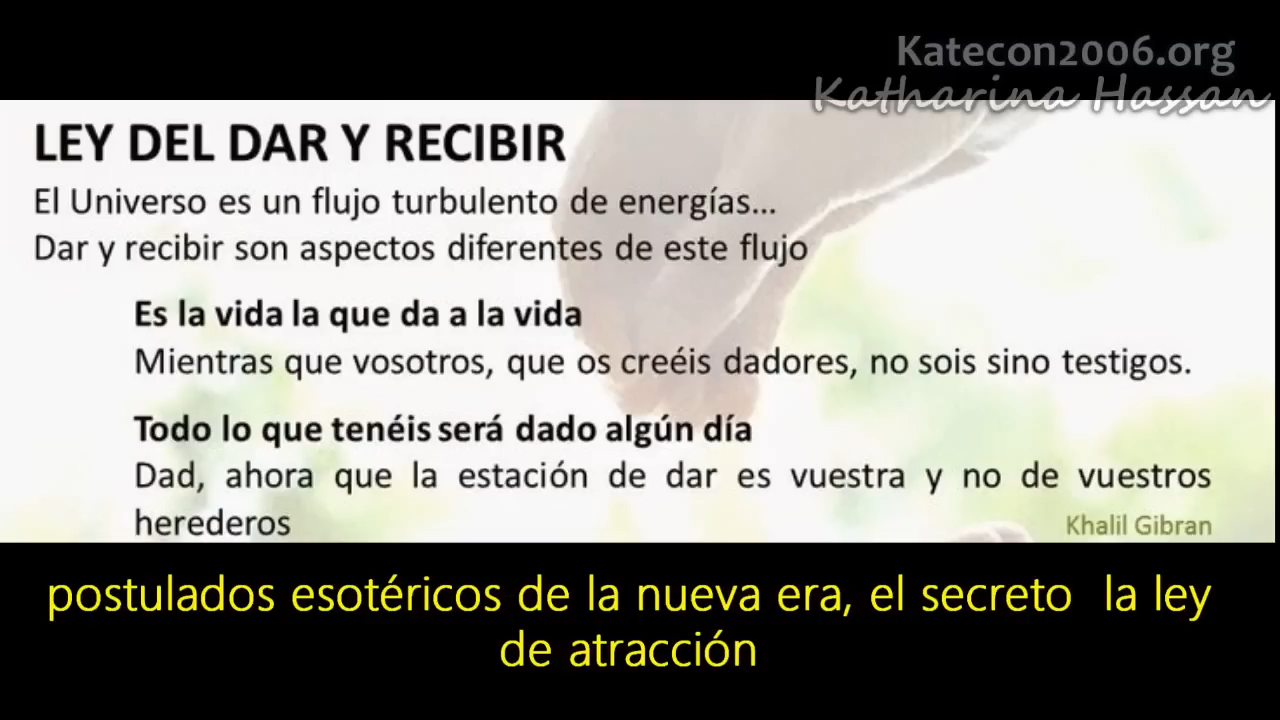 Katecon2006.org
Katharina Hassan
LEY DEL DAR Y RECIBIR
El Universo es un flujo turbulento de energías...
Dar y recibir son aspectos diferentes de este flujo
Es la vida la que da a la vida
Mientras que vosotros, que os creéis dadores, no sois sino testigos.
Todo lo que tenéis será dado algún día
Dad, ahora que la estación de dar es vuestra y no de vuestros
herederos
Khalil Gibran
postulados esotéricos de la nueva era, el secreto  la ley
de atracción